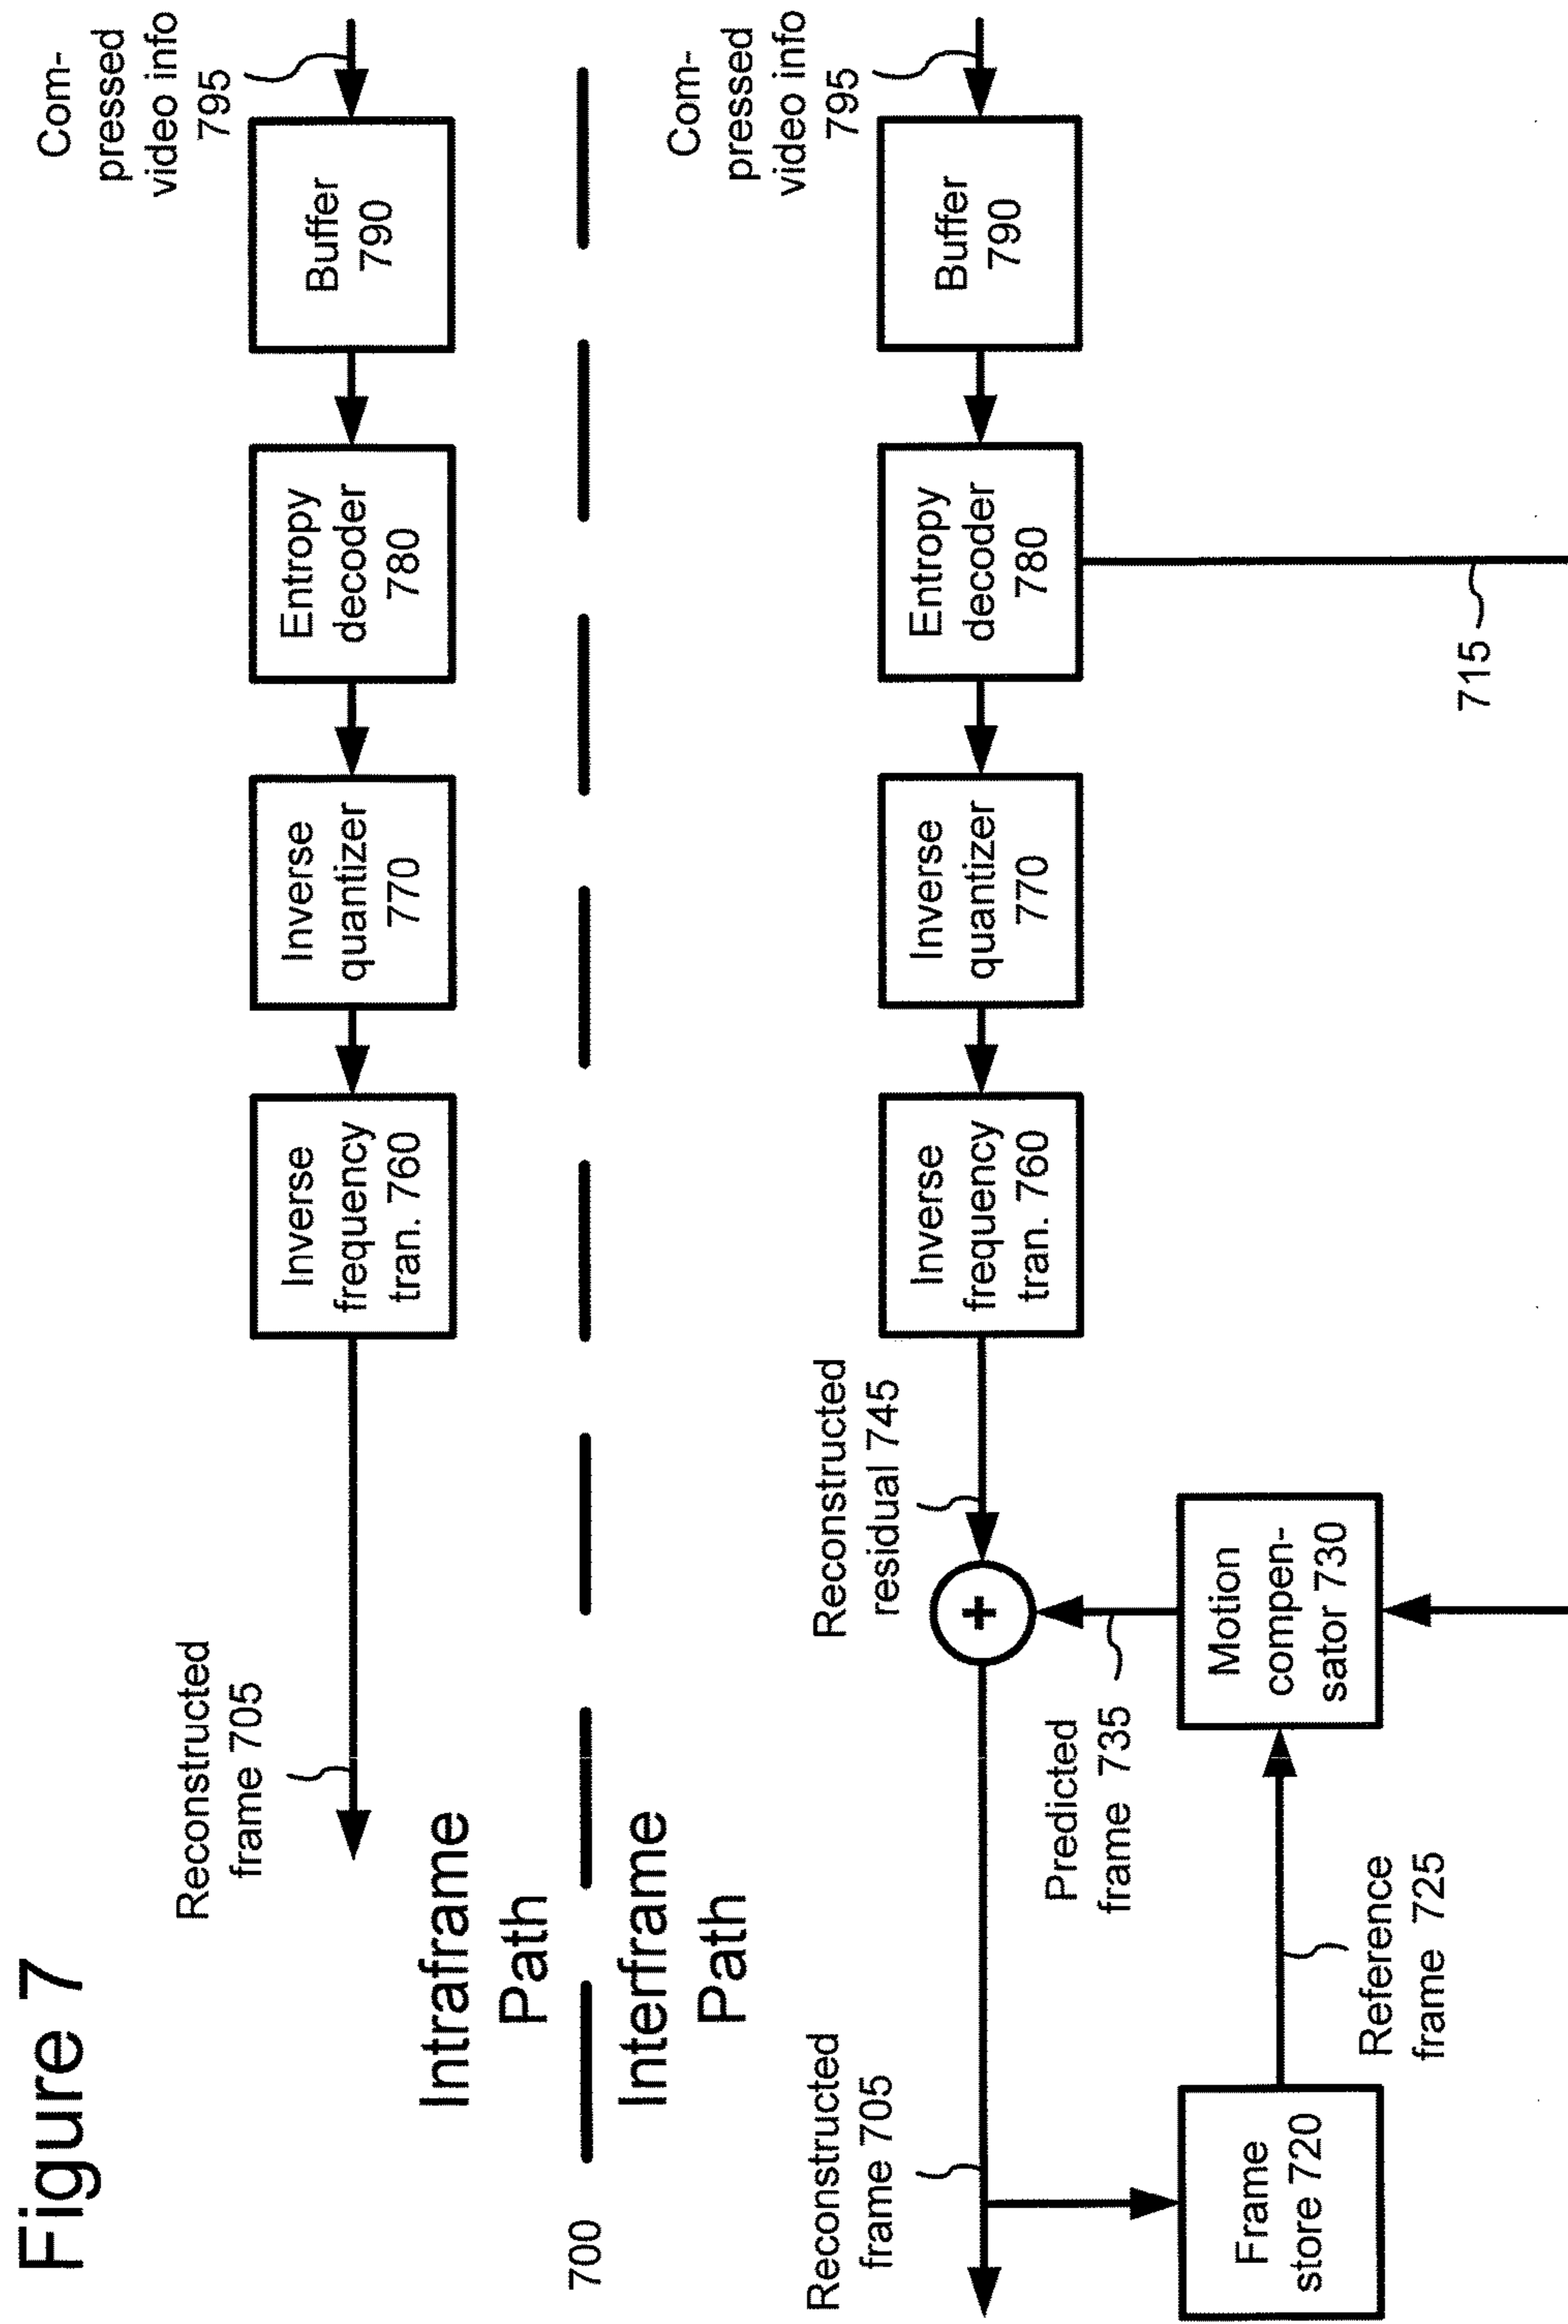 Figure 7
Reconstructed
frame 705
Inverse
frequency
tran. 760
Inverse
quantizer
770
Entropy
decoder
780
Buffer
790
Com-
pressed
video info
795
Intraframe
Path
700
Interframe
Path
Reconstructed
frame 705
Reconstructed
residual 745
Inverse
frequency
tran. 760
Inverse
quantizer
770
Entropy
decoder
780
Buffer
790
Com-
pressed
video info
795
+
Predicted
frame 735
Frame
store 720
Reference
frame 725
Motion
compen-
sator 730
715